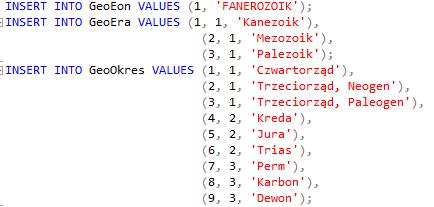 INSERT INTO GeoEon VALUES (1, 'FANEROZOIK');
INSERT INTO GeoEra VALUES (1, 1, 'Kanezoik'),
(2, 1, 'Mezozoik'),
(3, 1, 'Palezoik');
INSERT INTO GeoOkres VALUES (1, 1, 'Czwartorząd'),
(2, 1, 'Trzeciorząd, Neogen'),
(3, 1, 'Trzeciorząd, Paleogen'),
(4, 2, 'Kreda'),
(5, 2, 'Jura'),
(6, 2, 'Trias'),
(7, 3, 'Perm'),
(8, 3, 'Karbon'),
(9, 3, 'Dewon');